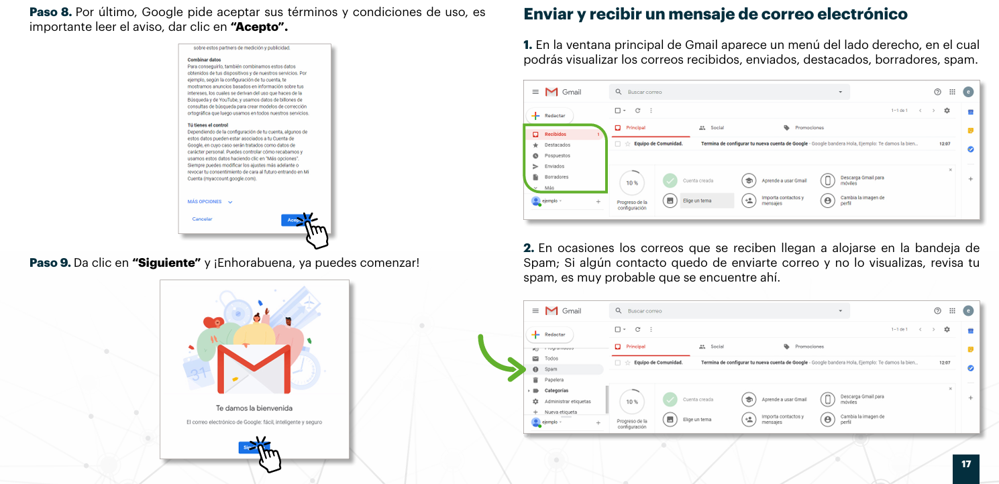 Paso 8. Por último, Google pide aceptar sus términos y condiciones de uso, es
importante leer el aviso, dar clic en “Acepto”.
sobre estos partners de medición y publicidad.
Combinar datos
Para conseguirlo, también combinamos estos datos
obtenidos de tus dispositivos y de nuestros servicios. Por
ejemplo, según la configuración de tu cuenta, te
mostramos anuncios basados en información sobre tus
intereses, los cuales se derivan del uso que haces de la
Búsqueda y de YouTube, y usamos datos de billones de
consultas de búsqueda para crear modelos de corrección
ortográfica que luego usamos en todos nuestros servicios.
Tú tienes el control
Dependiendo de la configuración de tu cuenta, algunos de
estos datos pueden estar asociados a tu Cuenta de
Google, en cuyo caso serán tratados como datos de
carácter personal. Puedes controlar cómo recabamos y
usamos estos datos haciendo clic en "Más opciones".
Siempre puedes modificar los ajustes más adelante o
revocar tu consentimiento de cara al futuro entrando en Mi
Cuenta (myaccount.google.com).
MÁS OPCIONES
Cancelar
Paso 9. Da clic en “Siguiente” y ¡Enhorabuena, ya puedes comenzar!
31
Te damos la bienvenida
El correo electrónico de Google: fácil, inteligente y seguro
Enviar y recibir un mensaje de correo electrónico
1. En la ventana principal de Gmail aparece un menú del lado derecho, en el cual
podrás visualizar los correos recibidos, enviados, destacados, borradores, spam.
Gmail
Buscar correo
e
Redactar
1–1 de 1
Principal
Social
Promociones
Recibidos 1
Destacados
Pospuestos
Enviados
Borradores
Más
ejemplo
Equipo de Comunidad. Termina de configurar tu nueva cuenta de Google - Google bandera Hola, Ejemplo: Te damos la bien... 12:07
10 %
Progreso de la
configuración
Cuenta creada
Aprende a usar Gmail
Descarga Gmail para
móviles
Elige un tema
Importa contactos y
mensajes
Cambia la imagen de
perfil
2. En ocasiones los correos que se reciben llegan a alojarse en la bandeja de
Spam; Si algún contacto quedo de enviarte correo y no lo visualizas, revisa tu
spam, es muy probable que se encuentre ahí.
Gmail
Buscar correo
e
Redactar
1–1 de 1
Principal
Social
Promociones
Programados
Todos
Spam
Papelera
Categorías
Administrar etiquetas
Nueva etiqueta
ejemplo
Equipo de Comunidad. Termina de configurar tu nueva cuenta de Google - Google bandera Hola, Ejemplo: Te damos la bien... 12:07
10 %
Progreso de la
configuración
Cuenta creada
Aprende a usar Gmail
Descarga Gmail para
móviles
Elige un tema
Importa contactos y
mensajes
Cambia la imagen de
perfil
17